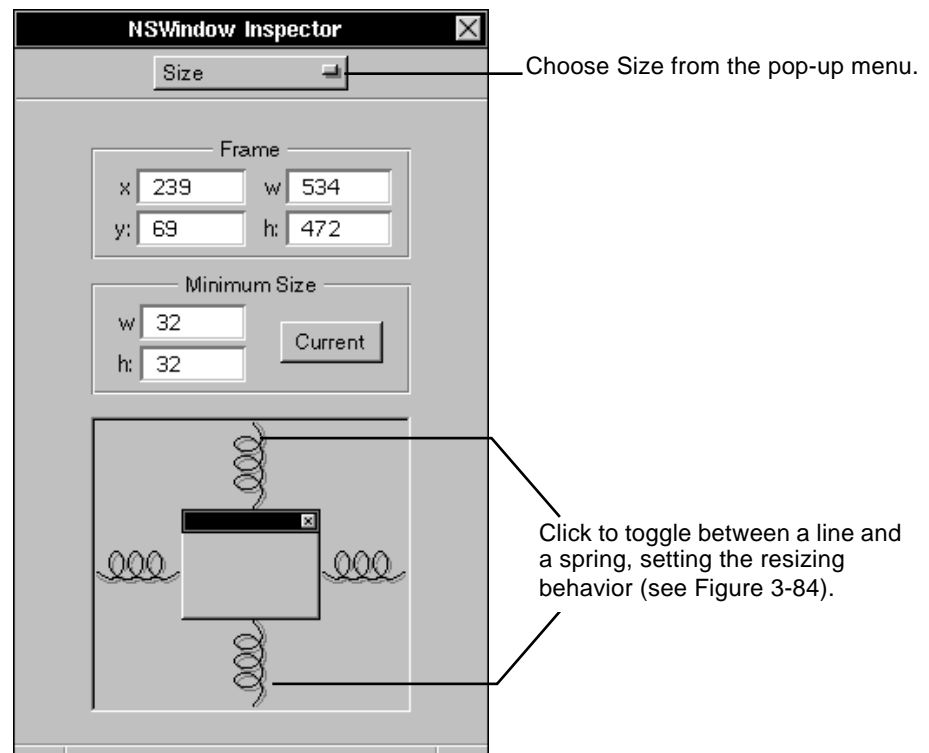 NSWindow Inspector
Size
Choose Size from the pop-up menu.
Frame
x 239 w 534
y: 69 h: 472
Minimum Size
w 32
Current
h: 32
Click to toggle between a line and
a spring, setting the resizing
behavior (see Figure 3-84).